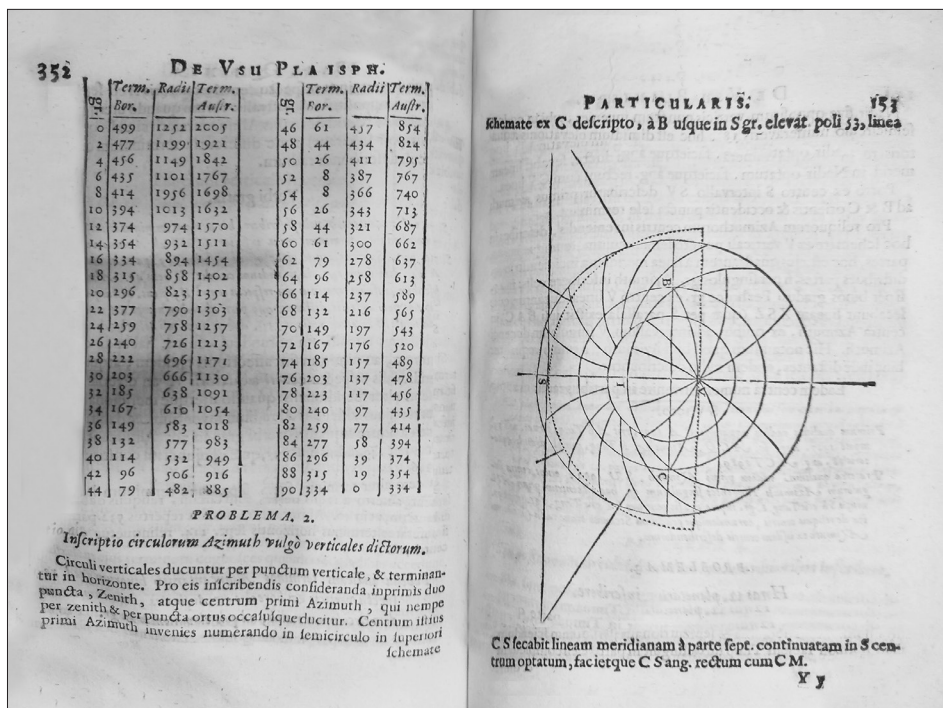 352 DE VSU PLAISPH.
gr. Term. Bor. Radii Term. Austr. gr. Term. Bor. Radii Term. Austr.
0 499 1252 2005 46 61 457 854
2 477 1199 1921 48 44 434 824
4 456 1149 1842 50 26 411 795
6 435 1101 1767 52 8 387 767
8 414 1956 1698 54 8 366 740
10 394 1013 1632 56 26 343 713
12 374 974 1570 58 44 321 687
14 354 932 1511 60 61 300 662
16 334 894 1454 62 79 278 637
18 315 858 1402 64 96 258 613
20 296 823 1351 66 114 237 589
22 377 790 1303 68 132 216 565
24 259 758 1257 70 149 197 543
26 240 726 1213 72 167 176 520
28 222 696 1171 74 185 157 489
30 203 666 1130 76 203 137 478
32 185 638 1091 78 223 117 456
34 167 610 1054 80 240 97 435
36 149 583 1018 82 259 77 414
38 132 577 983 84 277 58 394
40 114 532 949 86 296 39 374
42 96 506 916 88 315 19 354
44 79 482 885 90 334 0 334
PROBLEMA. 2.
Inscriptio circulorum Azimuth vulgò verticales dictorum.
Circuli verticales ducuntur per punctum verticale, & terminan-
tur in horizonte. Pro eis inscribendis consideranda inprimis duo
puncta, Zenith, atque centrum primi Azimuth, qui nempe
per zenith & per puncta ortus occasusque ducitur. Centrum istius
primi Azimuth invenies numerando in semicirculo in superiori
schemate
PARTICULARIS. 153
schemate ex C descripto, à B usque in S gr. elevat. poli 53, linea
B
S
I
V
C
C S secabit lineam meridianam à parte sept. continuatam in S cen-
trum optatum, facietque C S ang. rectum cum C M.
Y y